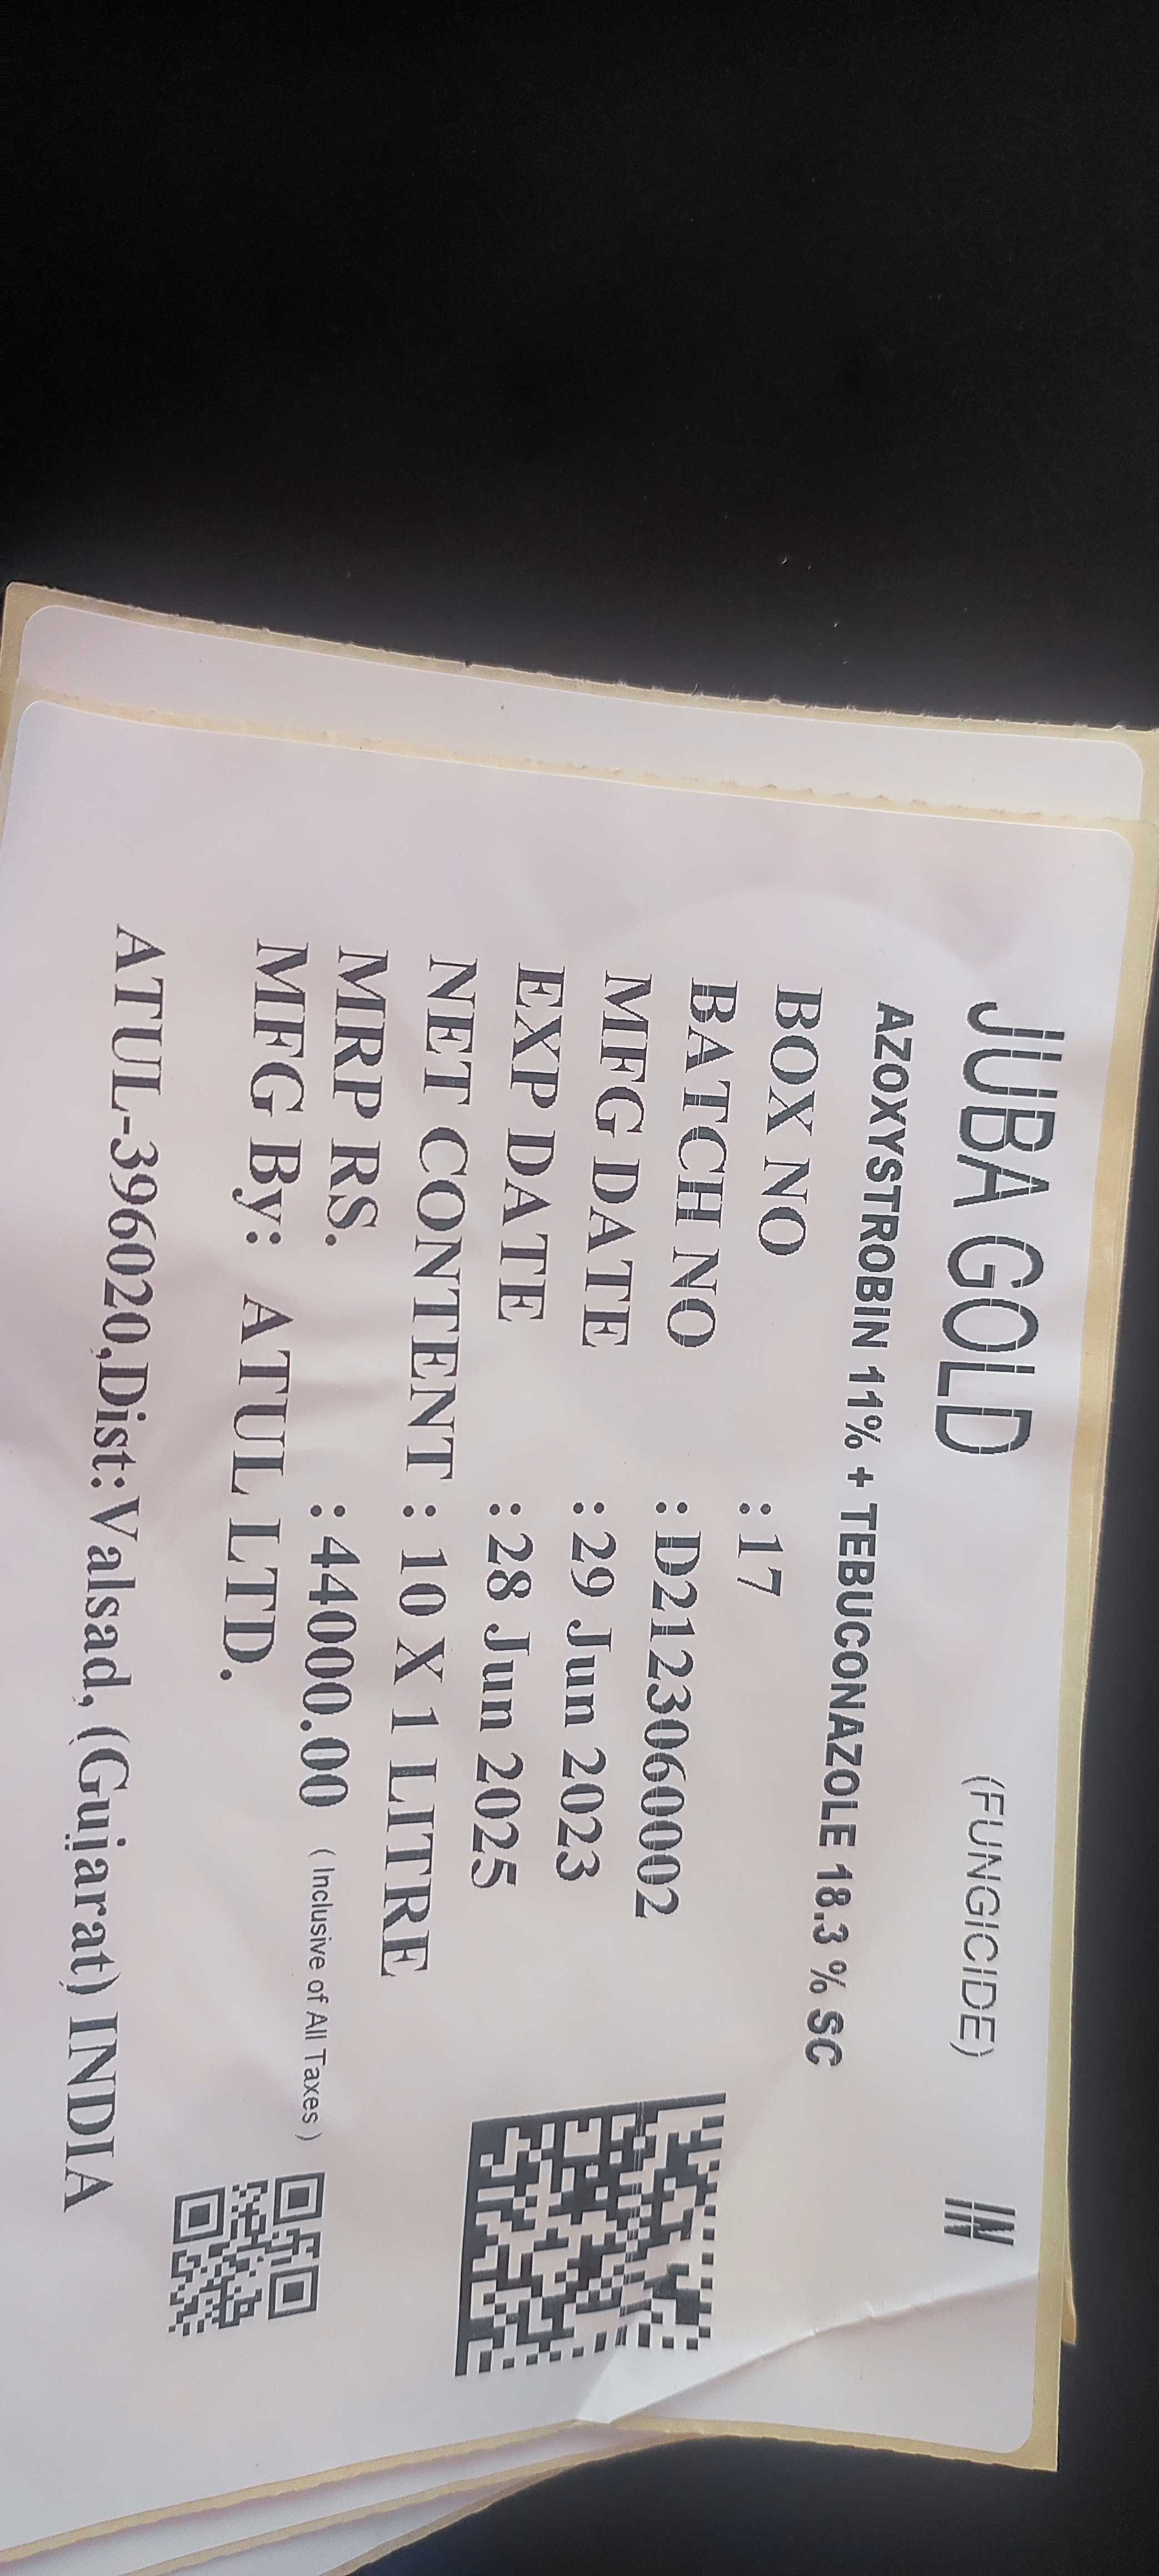 JUBA GOLD (FUNGICIDE) IN
AZOXYSTROBIN 11% + TEBUCONAZOLE 18.3 % SC
BOX NO :17
BATCH NO :D2123060002
MFG DATE :29 Jun 2023
EXP DATE :28 Jun 2025
NET CONTENT : 10 X 1 LITRE
MRP RS. :44000.00 ( Inclusive of All Taxes )
MFG By: ATUL LTD.
ATUL-396020,Dist:Valsad, (Gujarat) INDIA